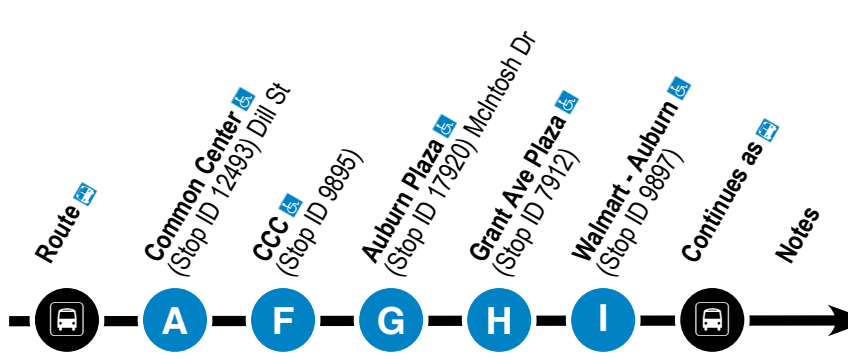 Route
Common Center
(Stop ID 12493) Dill St
CCC
(Stop ID 9895)
Auburn Plaza
(Stop ID 17920) McIntosh Dr
Grant Ave Plaza
(Stop ID 7912)
Walmart - Auburn
(Stop ID 9897)
Continues as
Notes
A
F
G
H
I